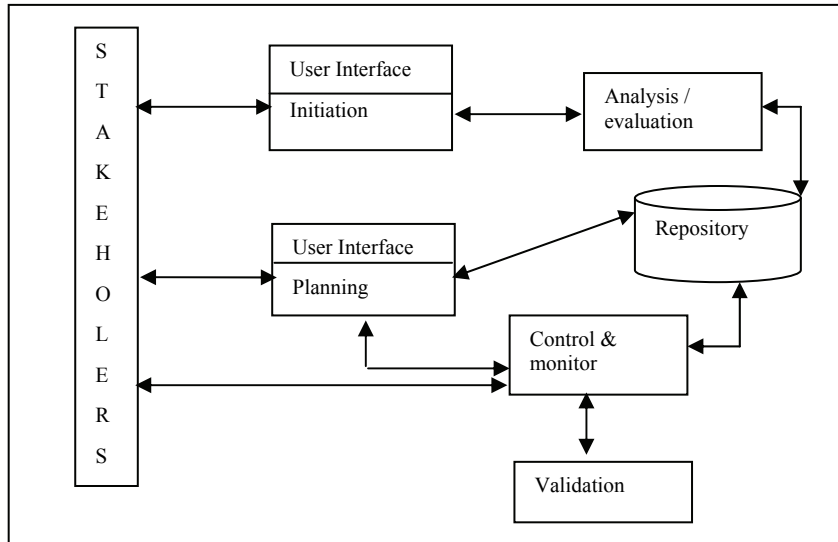 S
T
A
K
E
H
O
L
E
R
S
User Interface
Initiation
Analysis /
evaluation
User Interface
Planning
Repository
Control &
monitor
Validation